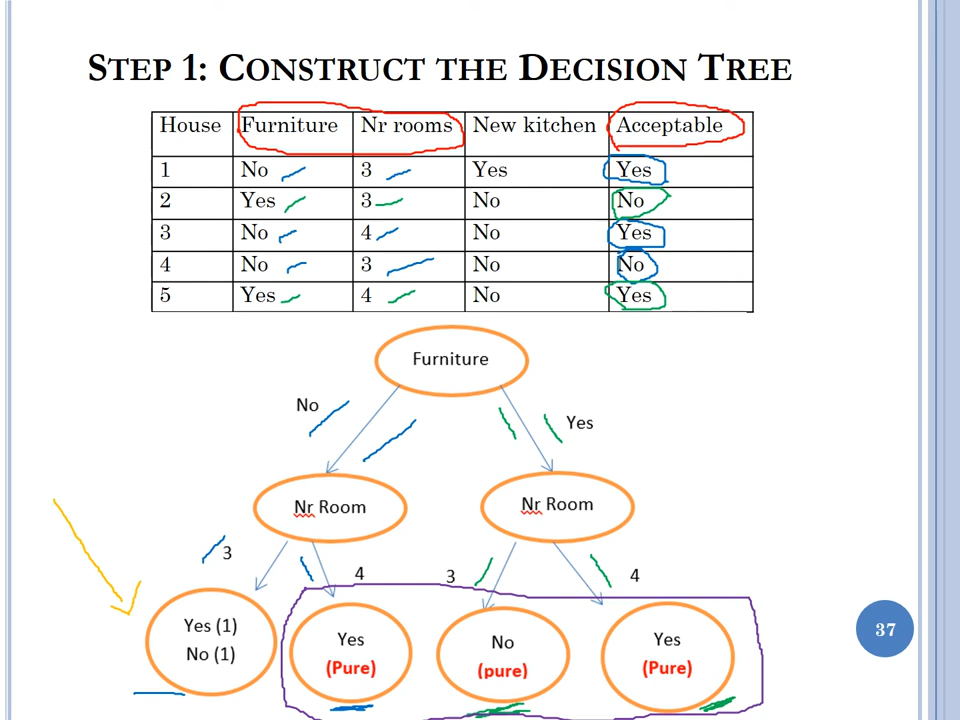 STEP 1: CONSTRUCT THE DECISION TREE
House Furniture Nr rooms New kitchen Acceptable
1 No 3 Yes Yes
2 Yes 3 No No
3 No 4 No Yes
4 No 3 No No
5 Yes 4 No Yes
Furniture
No
Yes
Nr Room
Nr Room
3
4
3
4
Yes (1)
No (1)
Yes
(Pure)
No
(pure)
Yes
(Pure)
37